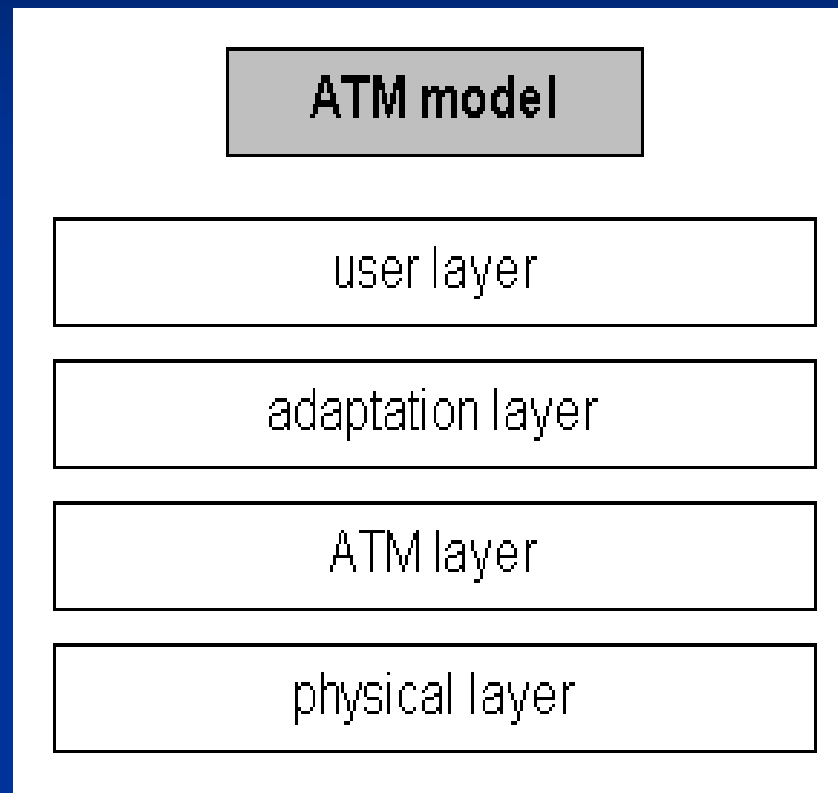 ATM model
user layer
adaptation layer
ATM layer
physical layer